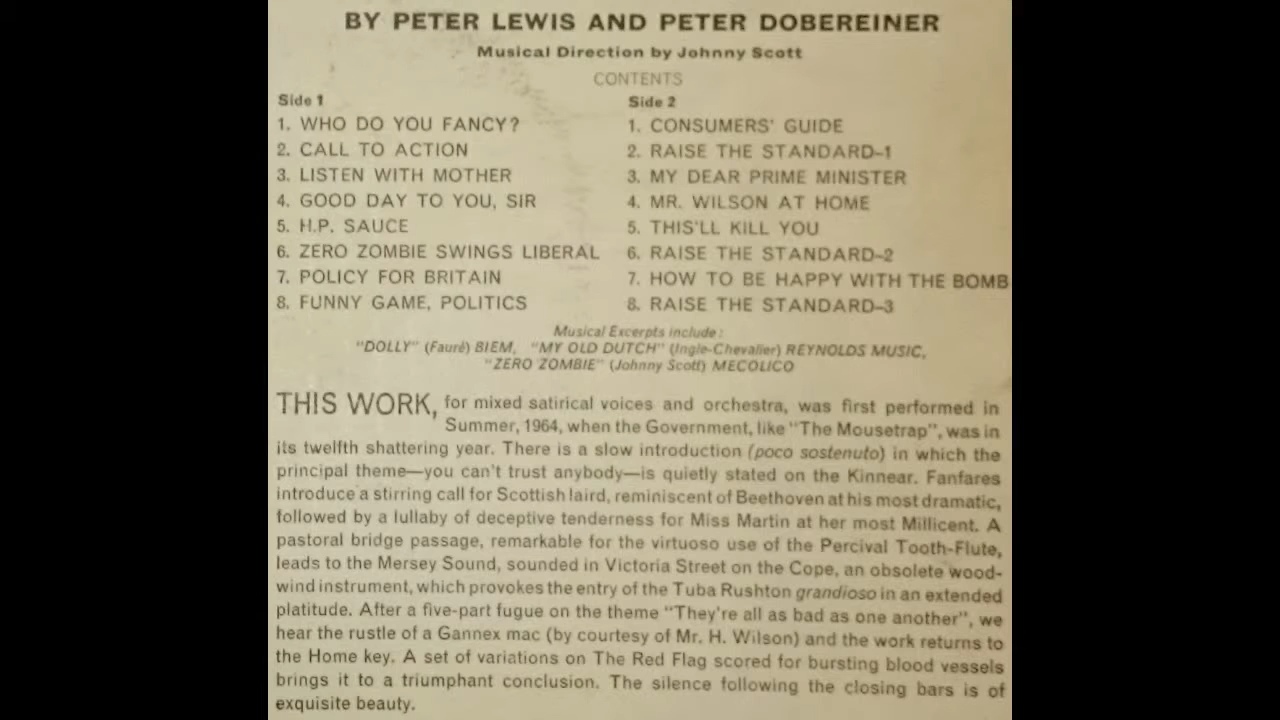 BY PETER LEWIS AND PETER DOBEREINER
Musical Direction by Johnny Scott
CONTENTS
Side 1
1. WHO DO YOU FANCY?
2. CALL TO ACTION
3. LISTEN WITH MOTHER
4. GOOD DAY TO YOU, SIR
5. H.P. SAUCE
6. ZERO ZOMBIE SWINGS LIBERAL
7. POLICY FOR BRITAIN
8. FUNNY GAME, POLITICS
Side 2
1. CONSUMERS' GUIDE
2. RAISE THE STANDARD–1
3. MY DEAR PRIME MINISTER
4. MR. WILSON AT HOME
5. THIS'LL KILL YOU
6. RAISE THE STANDARD–2
7. HOW TO BE HAPPY WITH THE BOMB
8. RAISE THE STANDARD–3
Musical Excerpts include:
"DOLLY" (Fauré) BIEM, "MY OLD DUTCH" (Ingle-Chevalier) REYNOLDS MUSIC,
"ZERO ZOMBIE" (Johnny Scott) MECOLICO
THIS WORK, for mixed satirical voices and orchestra, was first performed in
Summer, 1964, when the Government, like "The Mousetrap", was in
its twelfth shattering year. There is a slow introduction (poco sostenuto) in which the
principal theme—you can't trust anybody—is quietly stated on the Kinnear. Fanfares
introduce a stirring call for Scottish laird, reminiscent of Beethoven at his most dramatic,
followed by a lullaby of deceptive tenderness for Miss Martin at her most Millicent. A
pastoral bridge passage, remarkable for the virtuoso use of the Percival Tooth-Flute,
leads to the Mersey Sound, sounded in Victoria Street on the Cope, an obsolete wood-
wind instrument, which provokes the entry of the Tuba Rushton grandioso in an extended
platitude. After a five-part fugue on the theme "They're all as bad as one another", we
hear the rustle of a Gannex mac (by courtesy of Mr. H. Wilson) and the work returns to
the Home key. A set of variations on The Red Flag scored for bursting blood vessels
brings it to a triumphant conclusion. The silence following the closing bars is of
exquisite beauty.